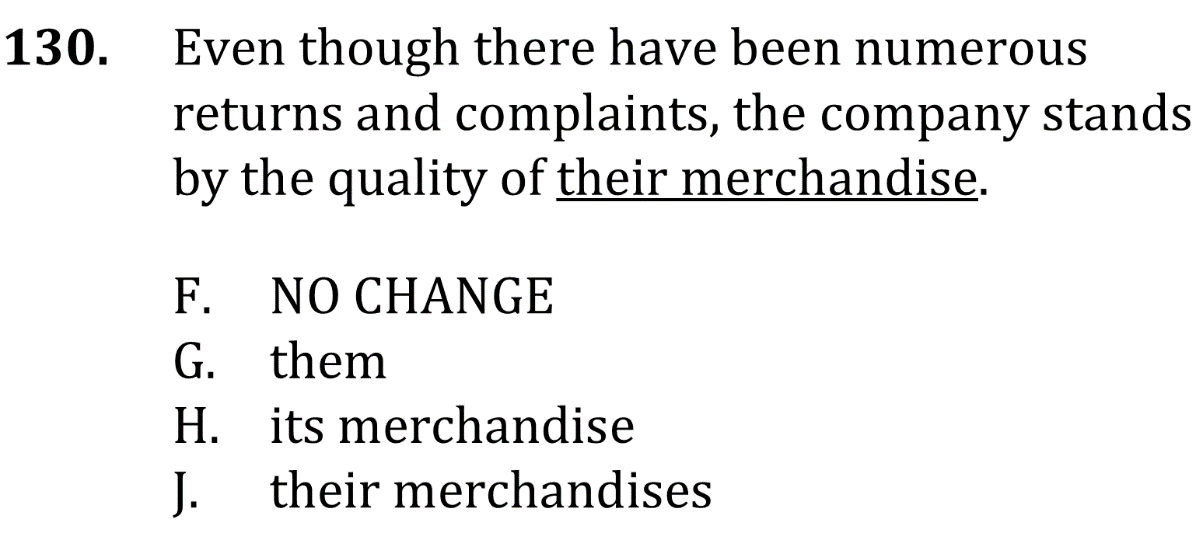 130. Even though there have been numerous
returns and complaints, the company stands
by the quality of their merchandise.
F. NO CHANGE
G. them
H. its merchandise
J. their merchandises